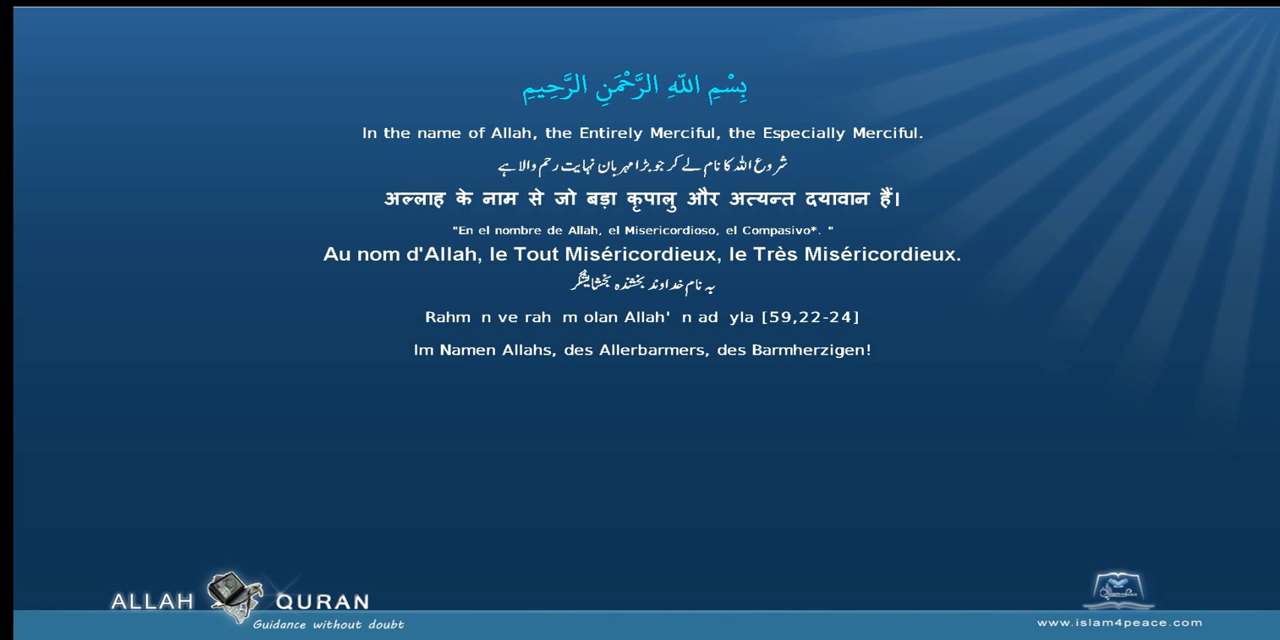 بِسْمِ اللَّهِ الرَّحْمَنِ الرَّحِيمِ
In the name of Allah, the Entirely Merciful, the Especially Merciful.
شروع الله کا نام لے کر جو بڑا مہربان نہایت رحم والا ہے
अल्लाह के नाम से जो बड़ा कृपालु और अत्यन्त दयावान हैं।
"En el nombre de Allah, el Misericordioso, el Compasivo*. "
Au nom d'Allah, le Tout Miséricordieux, le Très Miséricordieux.
به نام خداوند بخشنده بخشایشگر
Rahm n ve rah m olan Allah' n ad yla [59,22-24]
Im Namen Allahs, des Allerbarmers, des Barmherzigen!
ALLAH QURAN
Guidance without doubt
www.islam4peace.com